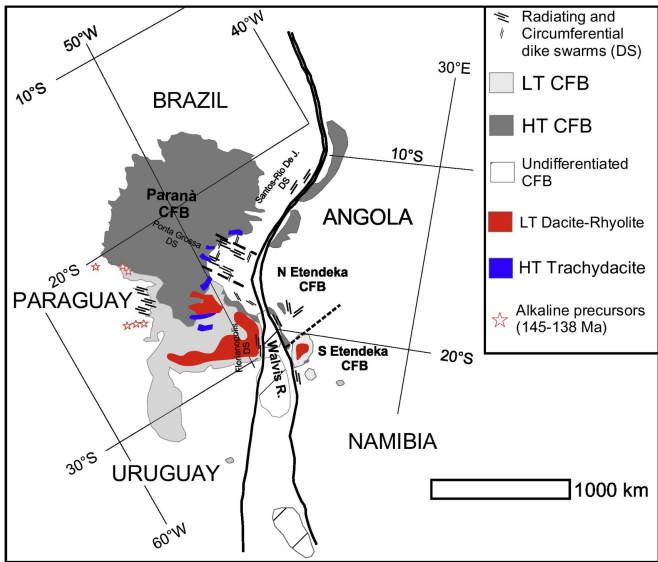 50°W
40°W
10°S
BRAZIL
30°E
10°S
Santos-Rio De J.
DS
Paranà
CFB
ANGOLA
Ponta Grossa
DS
20°S
N Etendeka
CFB
PARAGUAY
Florianopolis
DS
Walvis R.
S Etendeka
CFB
20°S
NAMIBIA
30°S
URUGUAY
60°W
1000 km
Radiating and
Circumferential
dike swarms (DS)
LT CFB
HT CFB
Undifferentiated
CFB
LT Dacite-Rhyolite
HT Trachydacite
Alkaline precursors
(145-138 Ma)